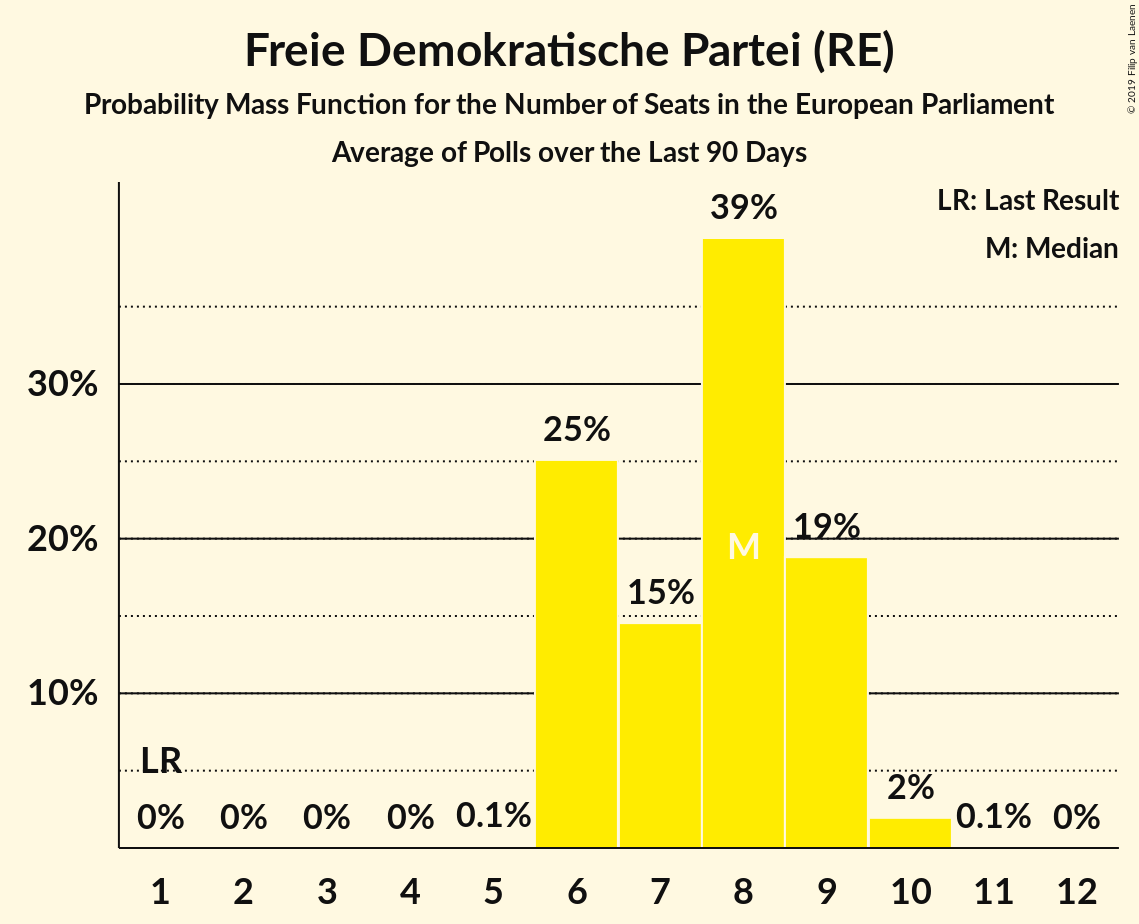 Freie Demokratische Partei (RE)
Probability Mass Function for the Number of Seats in the European Parliament
Average of Polls over the Last 90 Days
© 2019 Filip van Laenen
LR: Last Result
M: Median
39%
30%
25%
20%
19%
M
15%
10%
LR
2%
0% 0% 0% 0% 0.1% 0.1% 0%
1 2 3 4 5 6 7 8 9 10 11 12